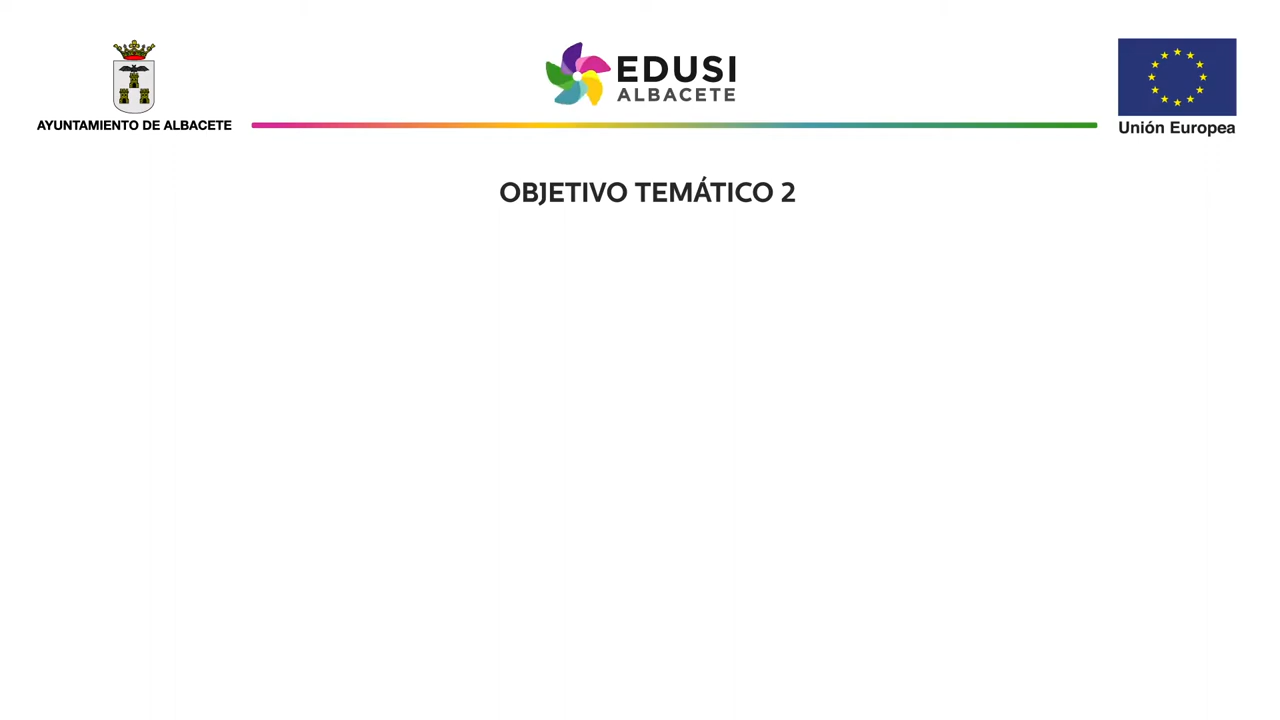 EDUSI
ALBACETE
AYUNTAMIENTO DE ALBACETE
Unión Europea
OBJETIVO TEMÁTICO 2